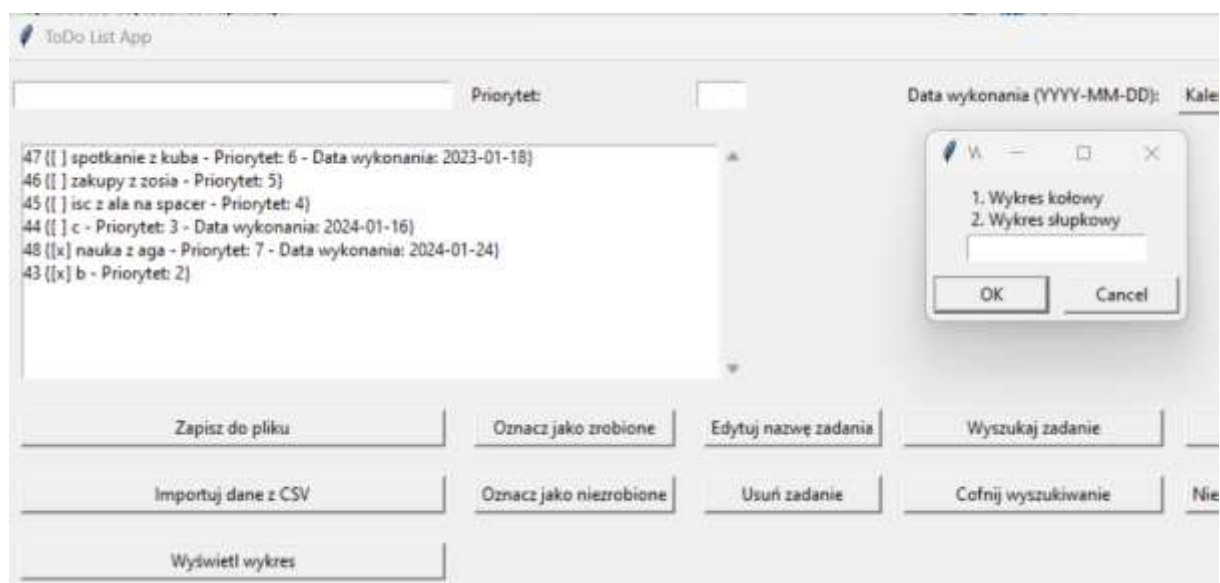 ToDo List App
Priorytet:
Data wykonania (YYYY-MM-DD):
47 {[ ] spotkanie z kuba - Priorytet: 6 - Data wykonania: 2023-01-18}
46 {[ ] zakupy z zosia - Priorytet: 5}
45 {[ ] isc z ala na spacer - Priorytet: 4}
44 {[ ] c - Priorytet: 3 - Data wykonania: 2024-01-16}
48 {[x] nauka z aga - Priorytet: 7 - Data wykonania: 2024-01-24}
43 {[x] b - Priorytet: 2}
1. Wykres kołowy
2. Wykres słupkowy
OK Cancel
Zapisz do pliku Oznacz jako zrobione Edytuj nazwę zadania Wyszukaj zadanie
Importuj dane z CSV Oznacz jako niezrobione Usuń zadanie Cofnij wyszukiwanie Nie
Wyświetl wykres